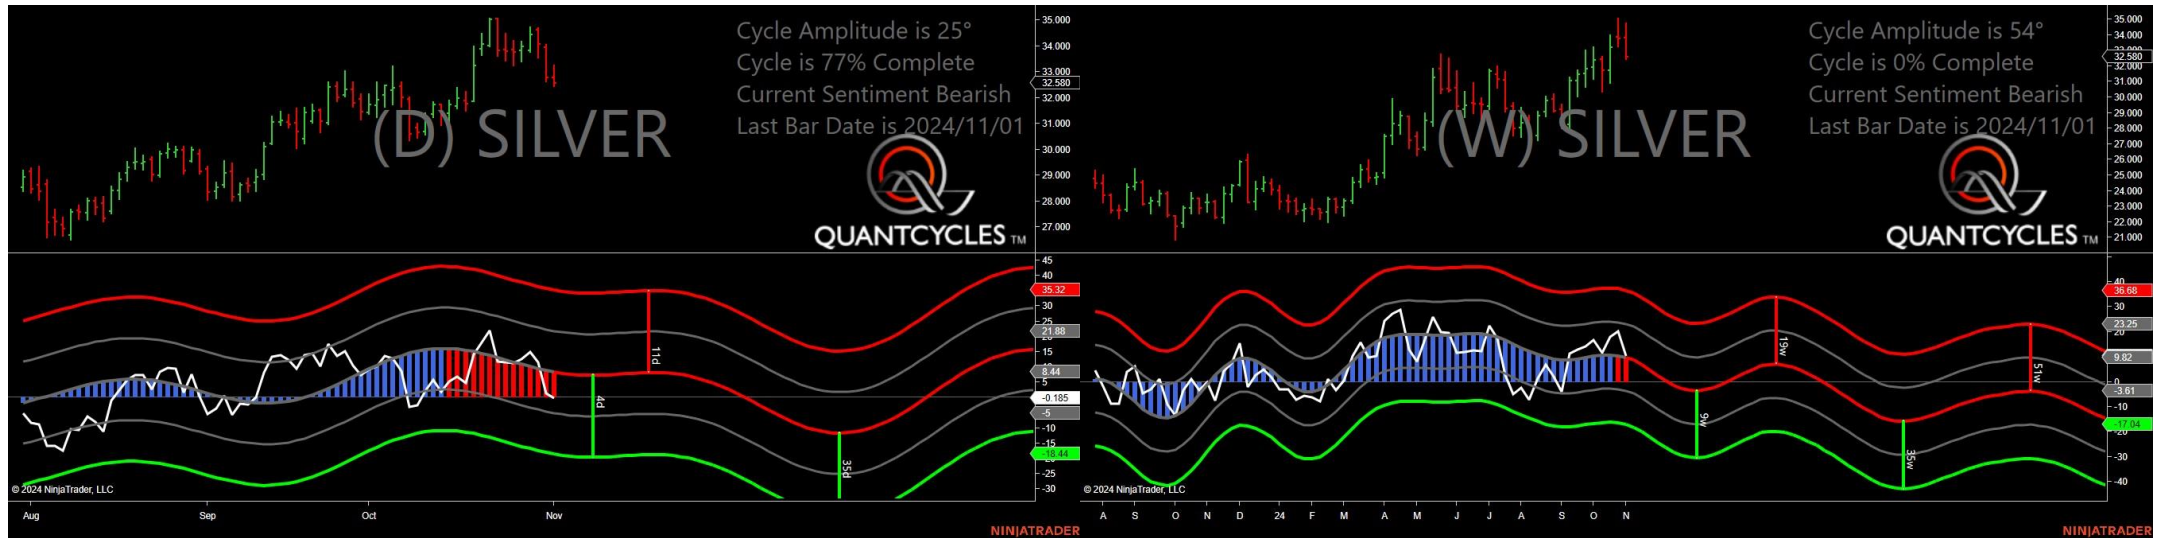 Cycle Amplitude is 25°
Cycle is 77% Complete
Current Sentiment Bearish
Last Bar Date is 2024/11/01
(D) SILVER
QUANTCYCLES TM
35.000
34.000
33.000
32.580
32.000
31.000
30.000
29.000
28.000
27.000
45
40
35.32
30
25
21.88
15
8.44
5
-0.185
-5
-10
-15
-18.44
-25
-30
11d
4d
35d
© 2024 NinjaTrader, LLC
Aug Sep Oct Nov
NINJATRADER
Cycle Amplitude is 54°
Cycle is 0% Complete
Current Sentiment Bearish
Last Bar Date is 2024/11/01
(W) SILVER
QUANTCYCLES TM
35.000
34.000
32.580
32.000
31.000
30.000
29.000
28.000
27.000
26.000
25.000
24.000
23.000
22.000
21.000
40
36.68
30
23.25
20
9.82
0
-3.61
-10
-17.04
-20
-30
-40
19w
51w
9w
35w
© 2024 NinjaTrader, LLC
A S O N D 24 F M A M J J A S O N
NINJATRADER